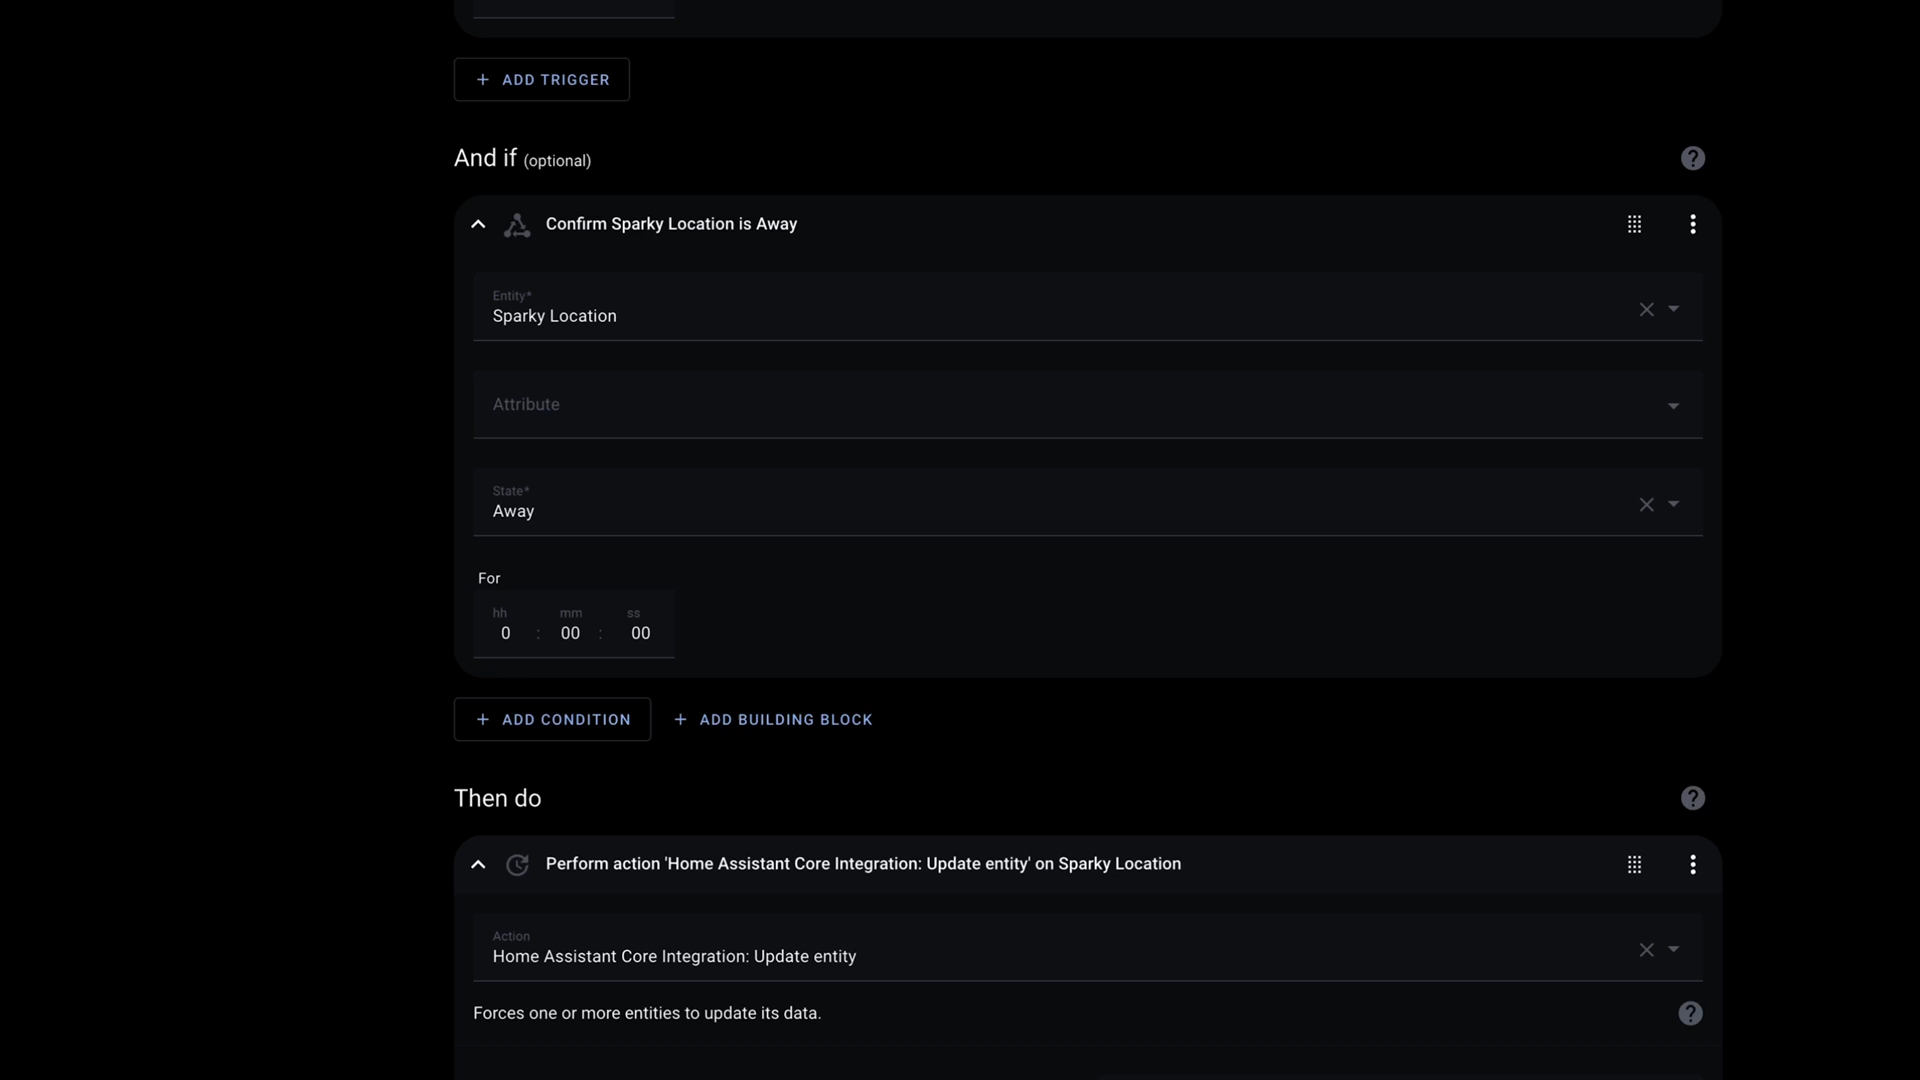 + ADD TRIGGER
And if (optional)
Confirm Sparky Location is Away
Entity*
Sparky Location
Attribute
State*
Away
For
hh mm ss
0 : 00 : 00
+ ADD CONDITION + ADD BUILDING BLOCK
Then do
Perform action 'Home Assistant Core Integration: Update entity' on Sparky Location
Action
Home Assistant Core Integration: Update entity
Forces one or more entities to update its data.